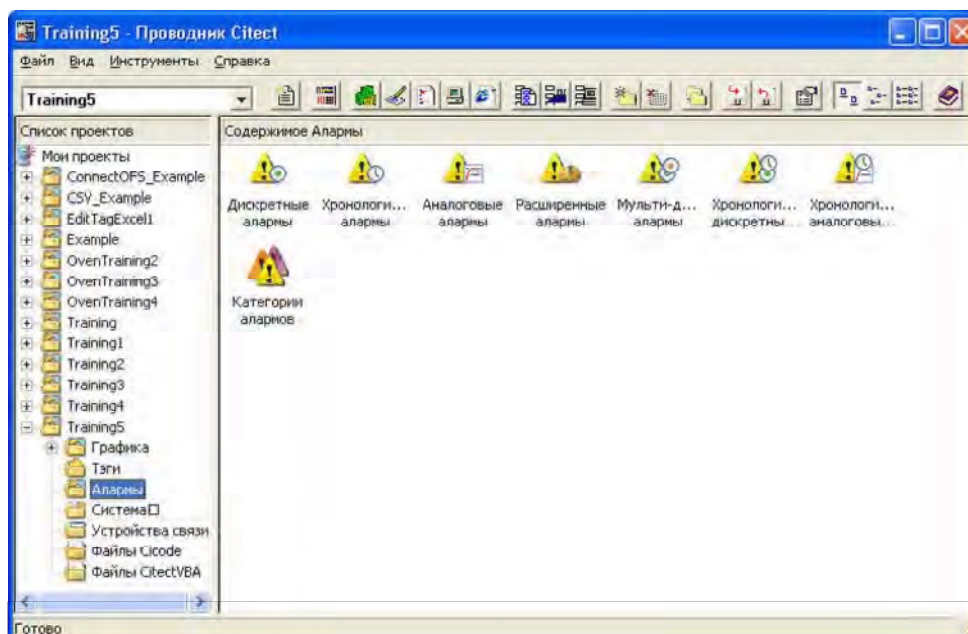 Training5 - Проводник Citect
Файл Вид Инструменты Справка
Training5
Список проектов
Содержимое Алармы
Мои проекты
ConnectOFS_Example
CSV_Example
EditTagExcel1
Example
OvenTraining2
OvenTraining3
OvenTraining4
Training
Training1
Training2
Training3
Training4
Training5
Графика
Тэги
Алармы
Система
Устройства связи
Файлы Cicode
Файлы CitectVBA
Дискретные алармы
Хронологи... алармы
Аналоговые алармы
Расширенные алармы
Мульти-д... алармы
Хронологи... дискретны...
Хронологи... аналоговы...
Категории алармов
Готово